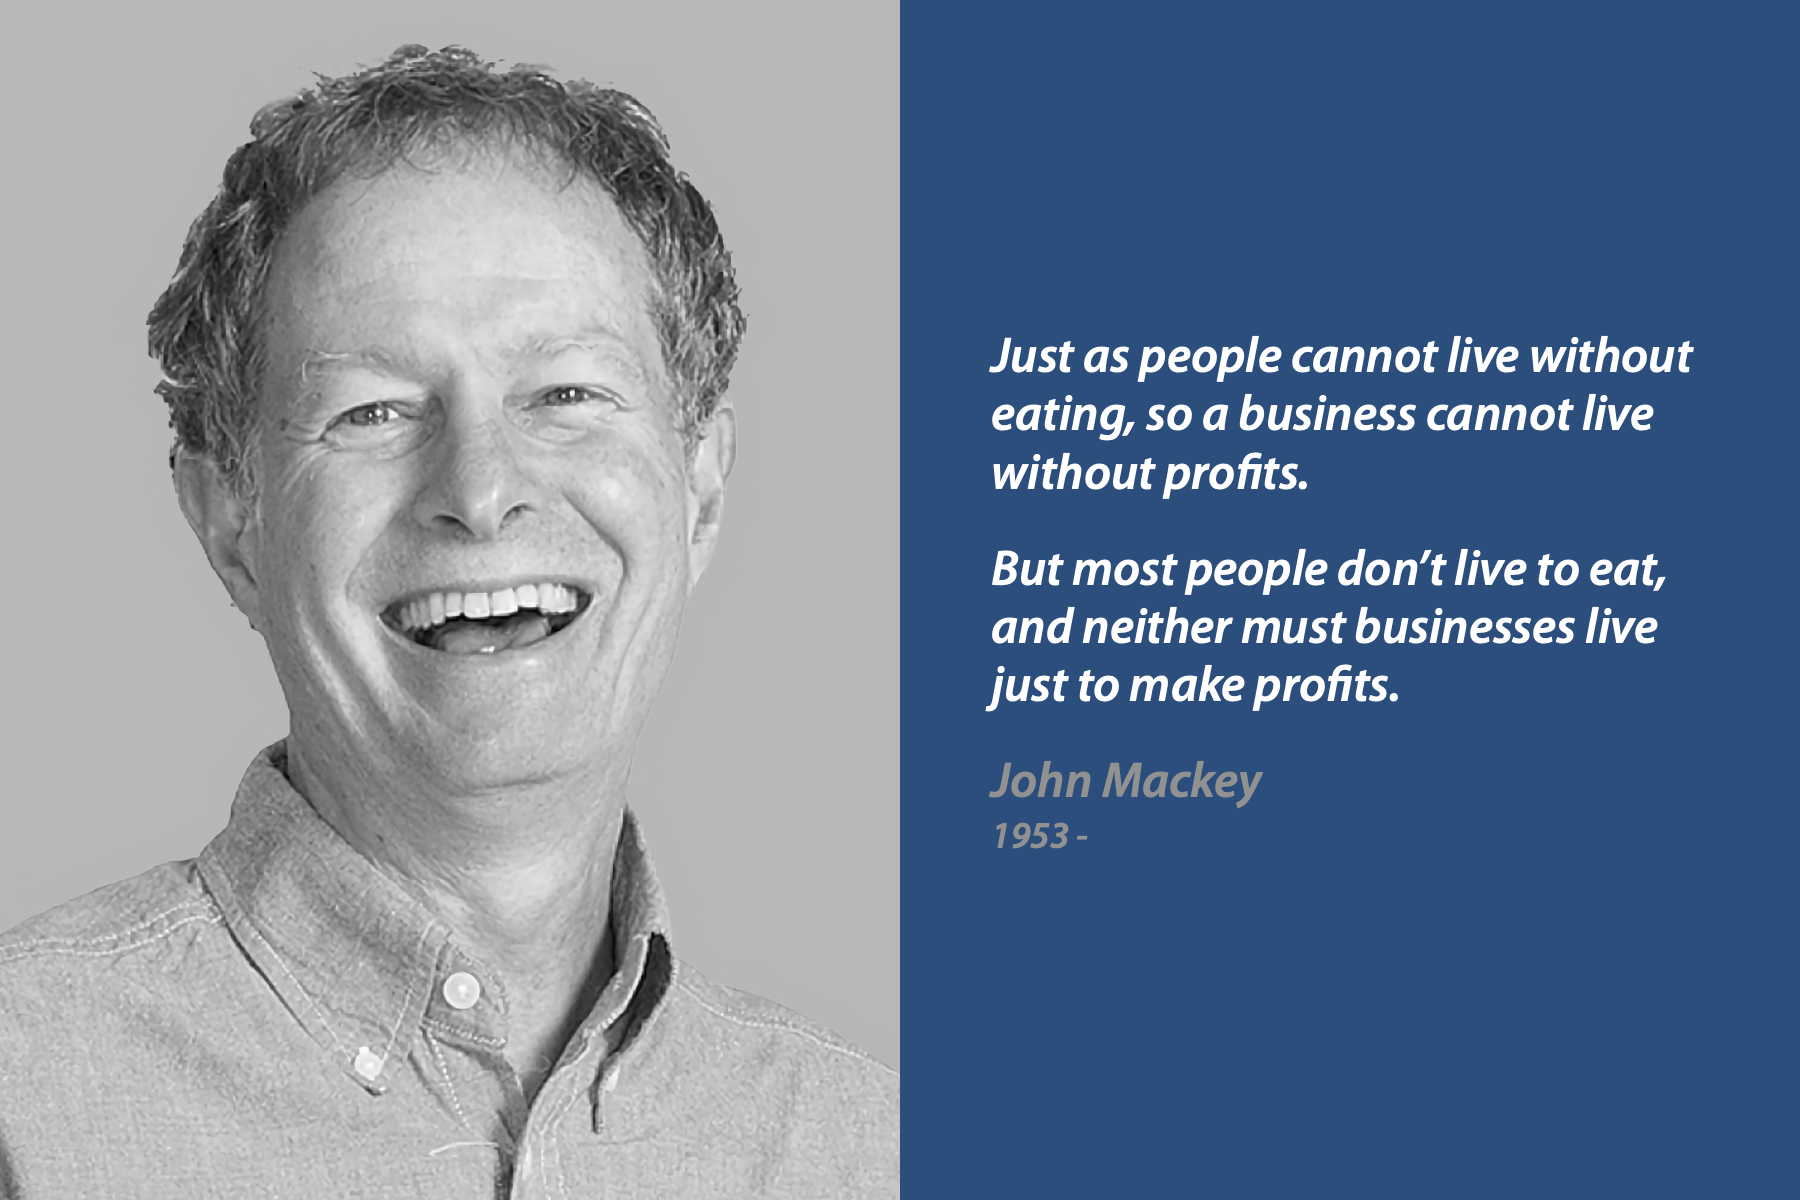 Just as people cannot live without
eating, so a business cannot live
without profits.
But most people don’t live to eat,
and neither must businesses live
just to make profits.
John Mackey
1953 -